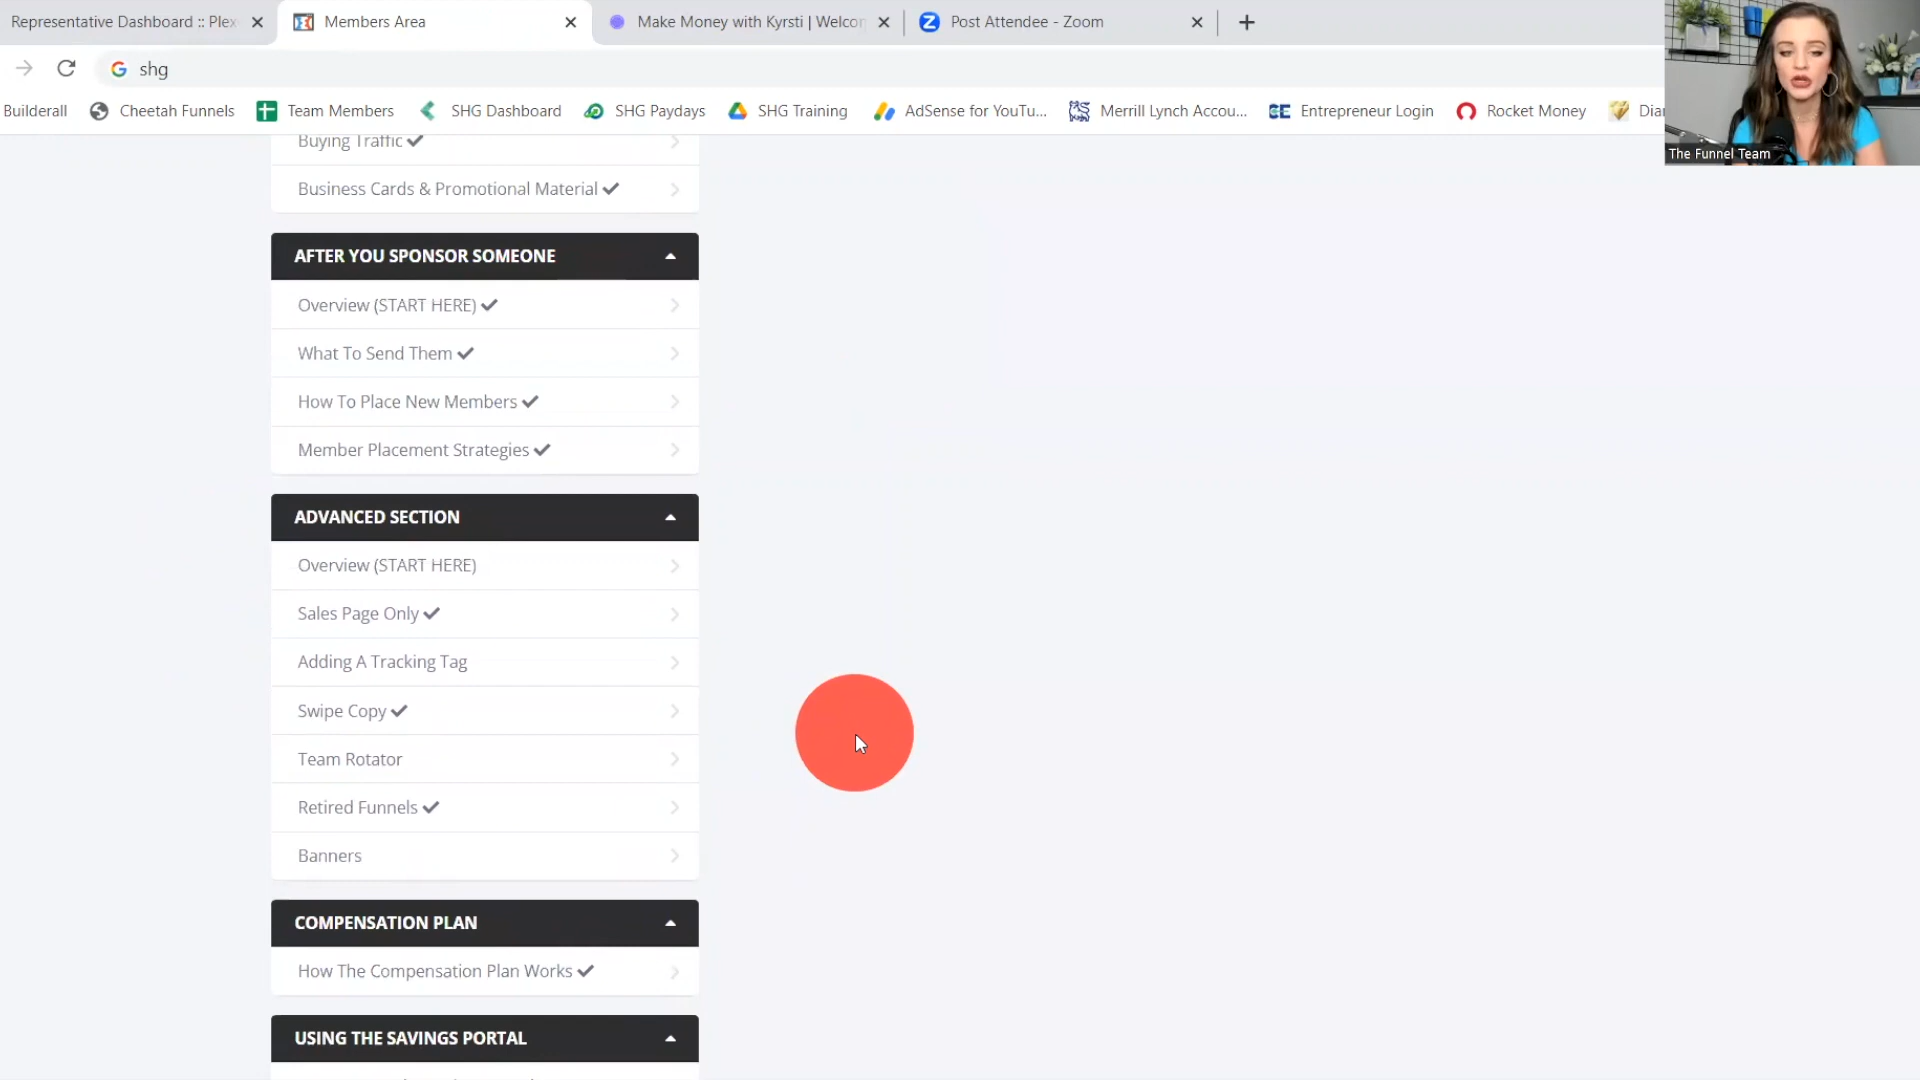 Representative Dashboard :: Plex
Members Area
Make Money with Kyrsti | Welcom
Post Attendee - Zoom
shg
Builderall
Cheetah Funnels
Team Members
SHG Dashboard
SHG Paydays
SHG Training
AdSense for YouTu...
Merrill Lynch Accou...
CE
Entrepreneur Login
Rocket Money
Dia
The Funnel Team
Buying Traffic
Business Cards & Promotional Material
AFTER YOU SPONSOR SOMEONE
Overview (START HERE)
What To Send Them
How To Place New Members
Member Placement Strategies
ADVANCED SECTION
Overview (START HERE)
Sales Page Only
Adding A Tracking Tag
Swipe Copy
Team Rotator
Retired Funnels
Banners
COMPENSATION PLAN
How The Compensation Plan Works
USING THE SAVINGS PORTAL